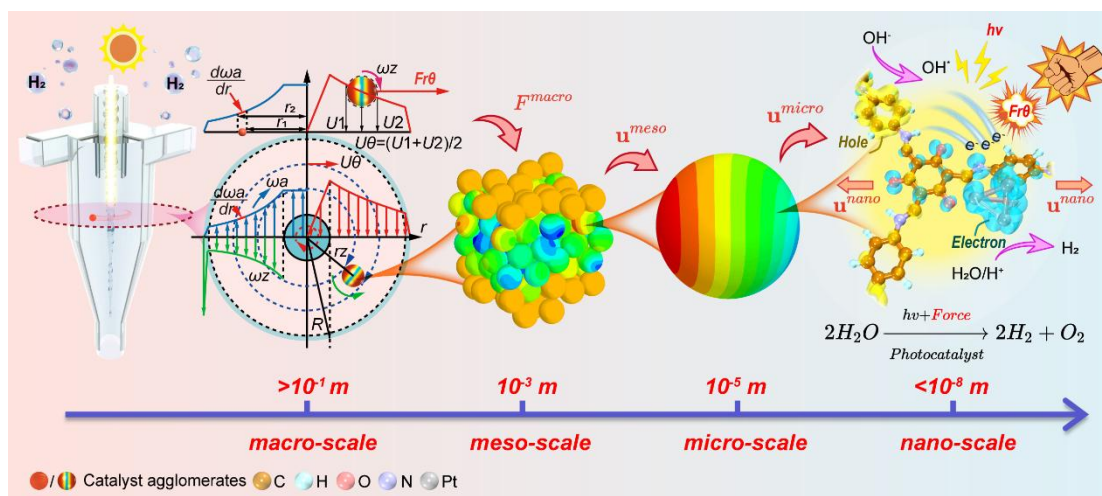 H₂
H₂
dωa
dr
r₂
r₁
ωz
Frθ
U1
U2
Uθ=(U1+U2)/2
Uθ
dωa
dr
ωa
ωz
r
rz
R
F^macro
u^meso
u^micro
OH⁻
OH*
hv
Frθ
e⁻
e⁻
e⁻
Hole
u^nano
u^nano
Electron
H₂
H₂O/H⁺
2H₂O hv+Force Photocatalyst 2H₂ + O₂
>10⁻¹ m
10⁻³ m
10⁻⁵ m
<10⁻⁸ m
macro-scale
meso-scale
micro-scale
nano-scale
/ Catalyst agglomerates C H O N Pt